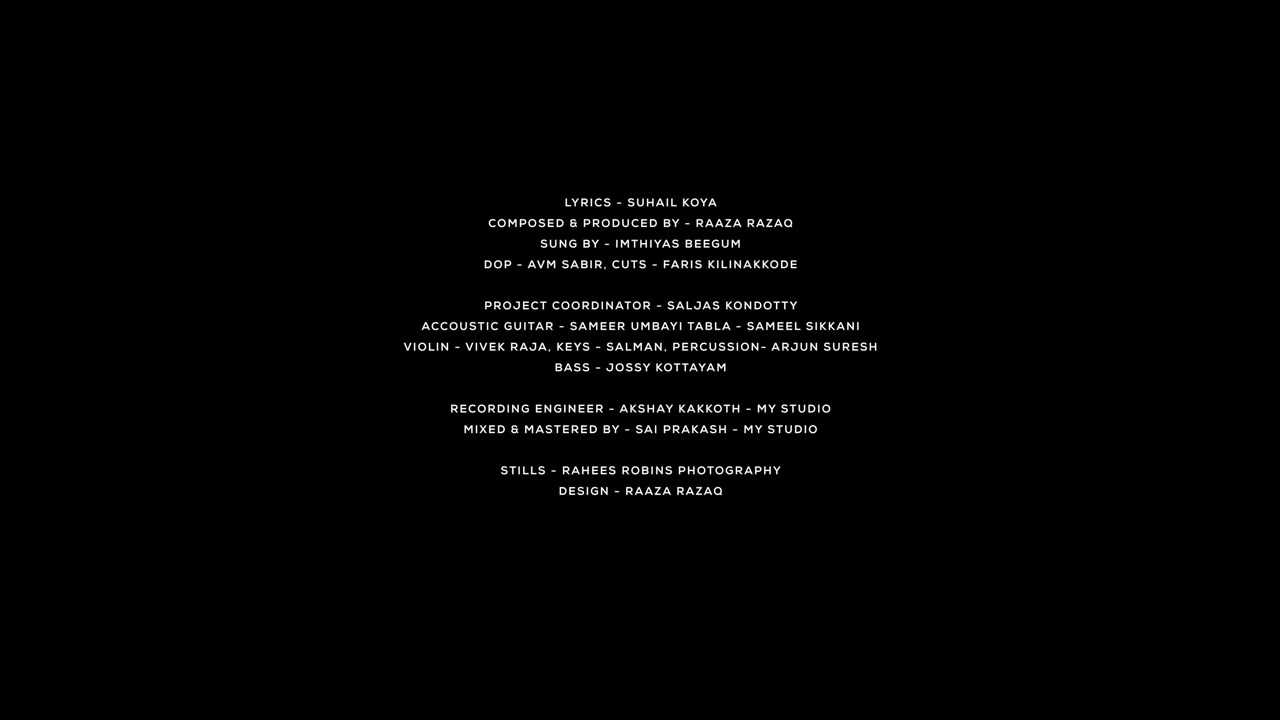 LYRICS - SUHAIL KOYA
COMPOSED & PRODUCED BY - RAAZA RAZAQ
SUNG BY - IMTHIYAS BEEGUM
DOP - AVM SABIR, CUTS - FARIS KILINAKKODE
PROJECT COORDINATOR - SALJAS KONDOTTY
ACCOUSTIC GUITAR - SAMEER UMBAYI TABLA - SAMEEL SIKKANI
VIOLIN - VIVEK RAJA, KEYS - SALMAN, PERCUSSION- ARJUN SURESH
BASS - JOSSY KOTTAYAM
RECORDING ENGINEER - AKSHAY KAKKOTH - MY STUDIO
MIXED & MASTERED BY - SAI PRAKASH - MY STUDIO
STILLS - RAHEES ROBINS PHOTOGRAPHY
DESIGN - RAAZA RAZAQ